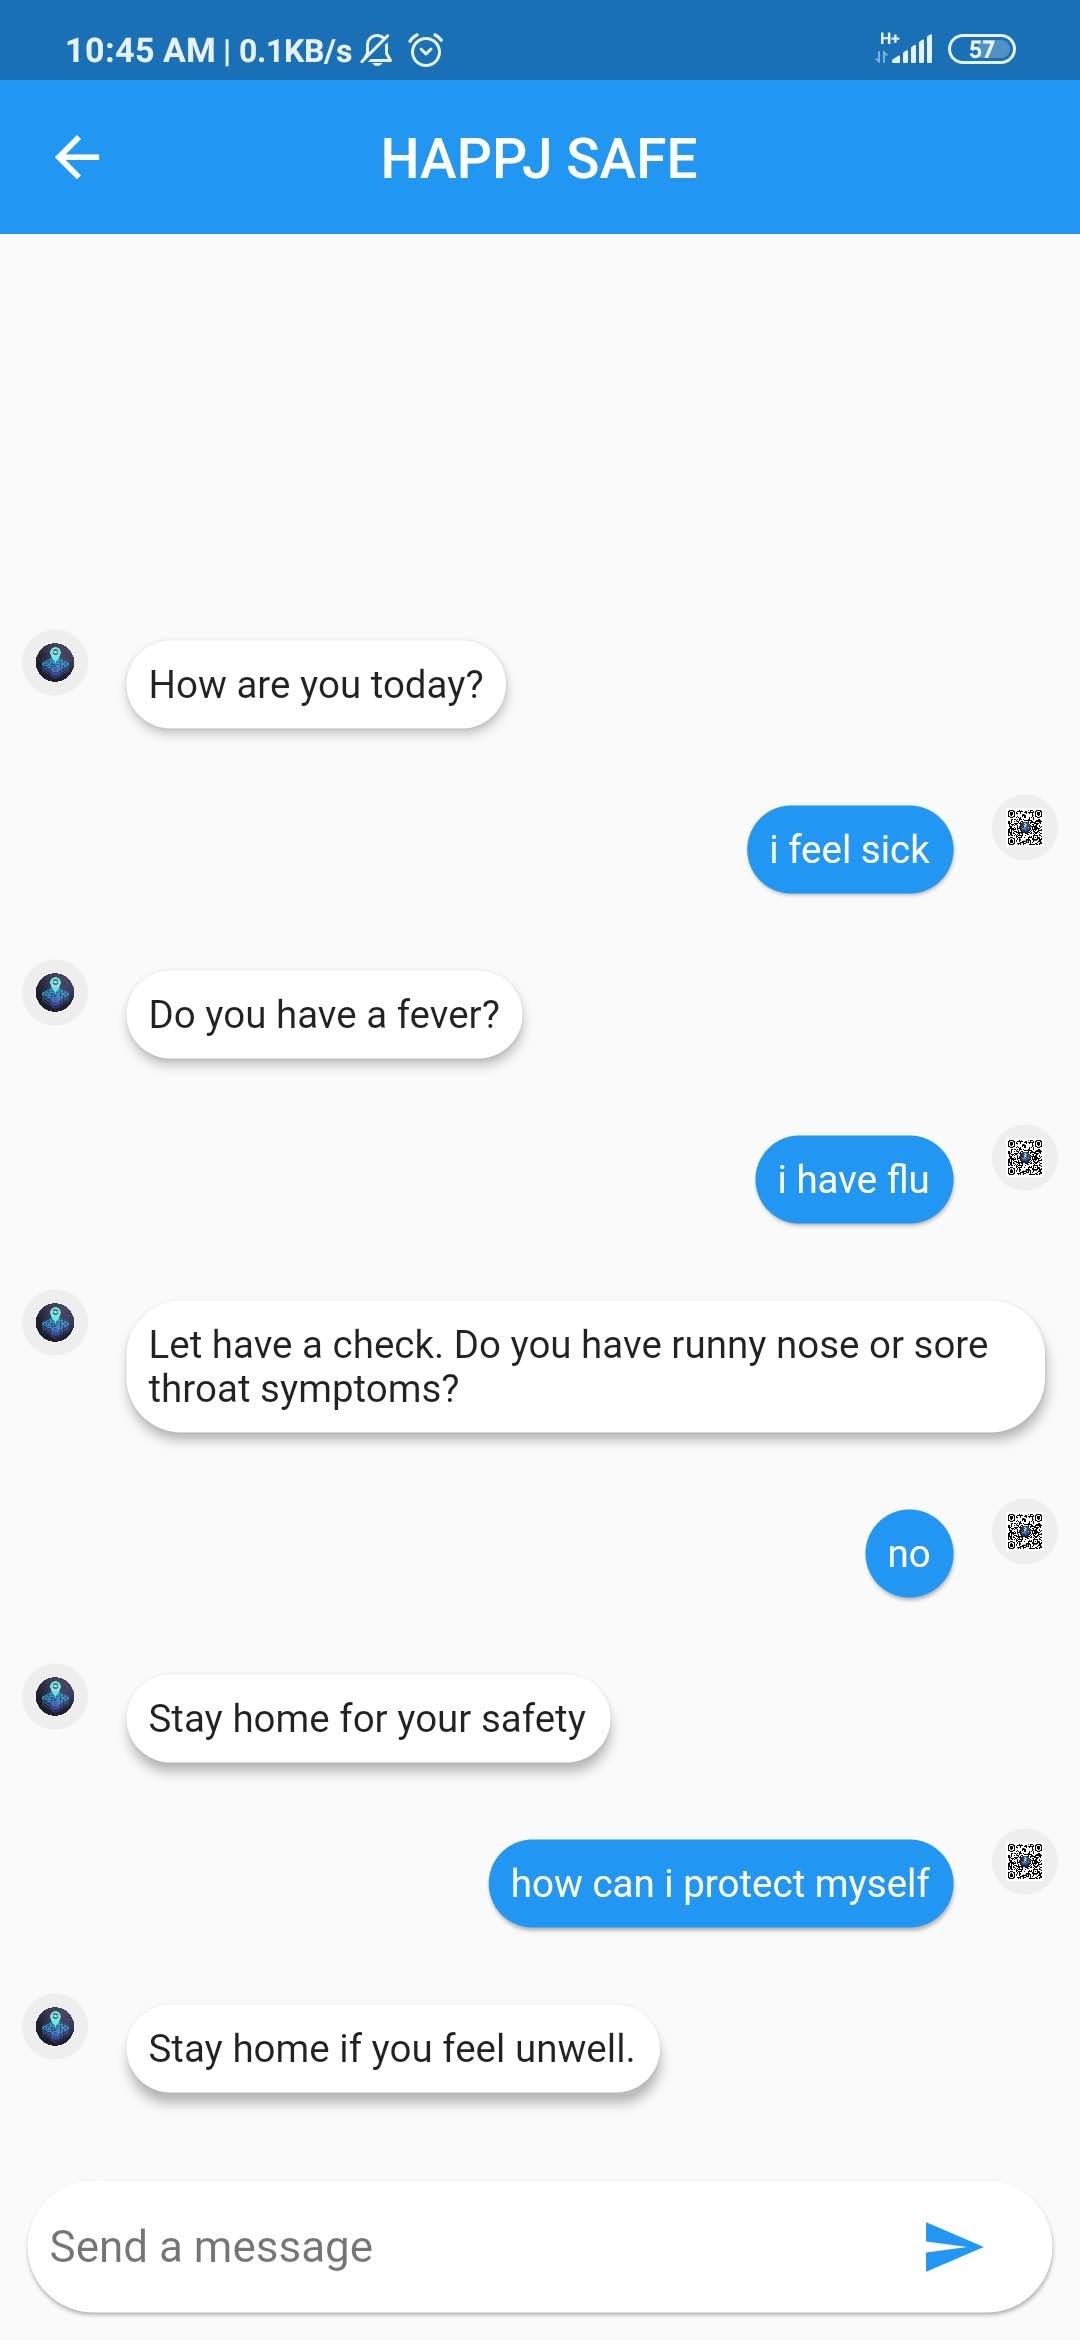 10:45 AM | 0.1KB/s H+ 57
HAPPJ SAFE
How are you today?
i feel sick
Do you have a fever?
i have flu
Let have a check. Do you have runny nose or sore
throat symptoms?
no
Stay home for your safety
how can i protect myself
Stay home if you feel unwell.
Send a message